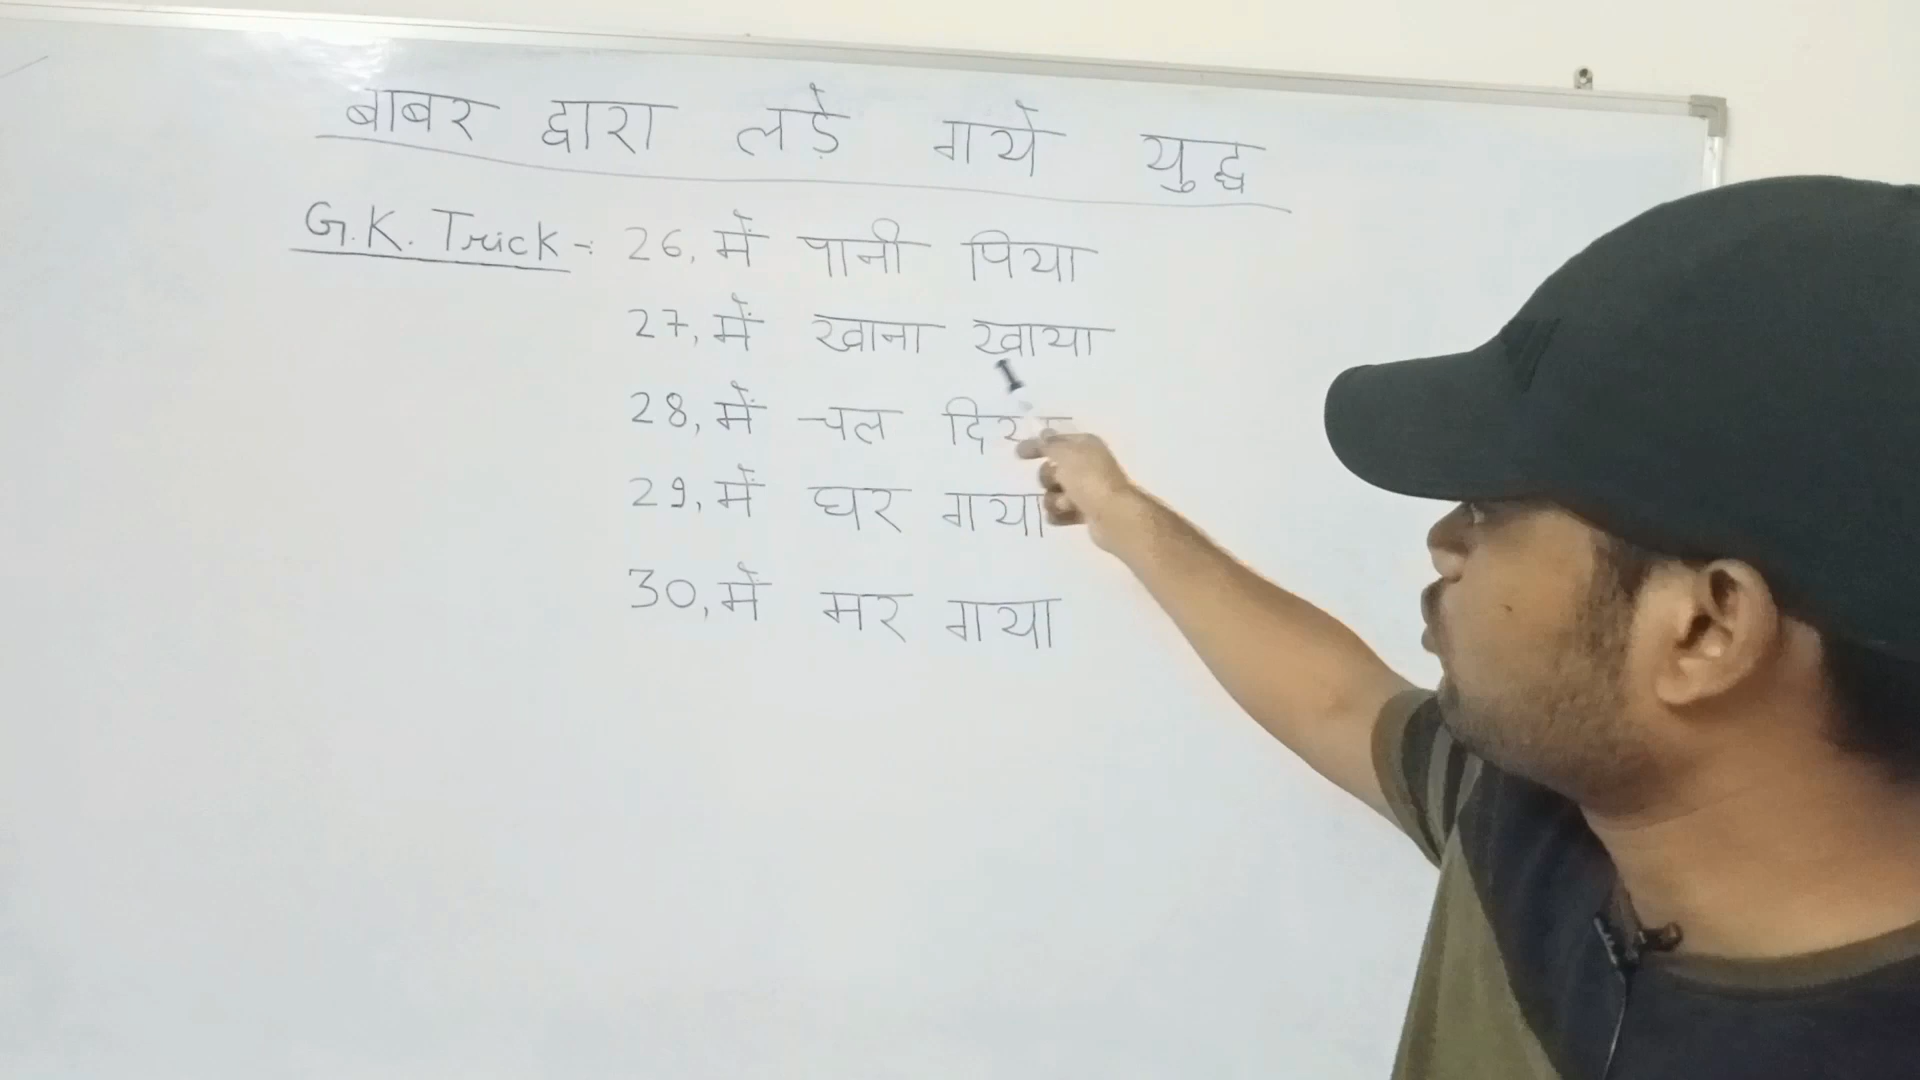 बाबर द्वारा लड़े गये युद्ध
G.K. Trick -: 26, में पानी पिया
27, में खाना खाया
28, में चल
29, में घर गया
30, में मर गया